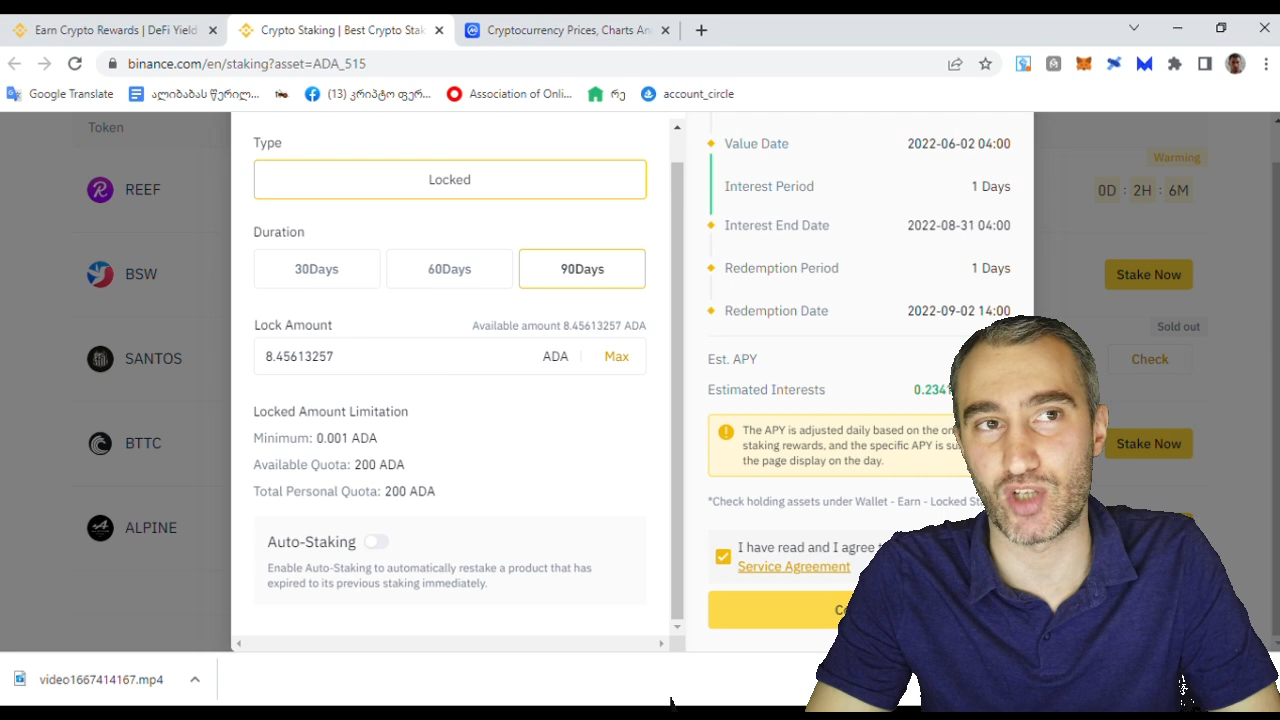 Earn Crypto Rewards | DeFi Yield
Crypto Staking | Best Crypto Stak
Cryptocurrency Prices, Charts An
binance.com/en/staking?asset=ADA_515
Google Translate
ალიბაბას წერილ...
(13) კრიპტო ფერ...
Association of Onli...
რე
account_circle
Token
REEF
BSW
SANTOS
BTTC
ALPINE
Type
Locked
Duration
30Days 60Days 90Days
Lock Amount Available amount 8.45613257 ADA
8.45613257 ADA Max
Locked Amount Limitation
Minimum: 0.001 ADA
Available Quota: 200 ADA
Total Personal Quota: 200 ADA
Auto-Staking
Enable Auto-Staking to automatically restake a product that has
expired to its previous staking immediately.
Value Date 2022-06-02 04:00
Interest Period 1 Days
Interest End Date 2022-08-31 04:00
Redemption Period 1 Days
Redemption Date 2022-09-02 14:00
Est. APY
Estimated Interests 0.234
The APY is adjusted daily based on the on
staking rewards, and the specific APY is su
the page display on the day.
*Check holding assets under Wallet - Earn - Locked St
I have read and I agree t
Service Agreement
Warming
0D : 2H : 6M
Stake Now
Sold out
Check
Stake Now
video1667414167.mp4